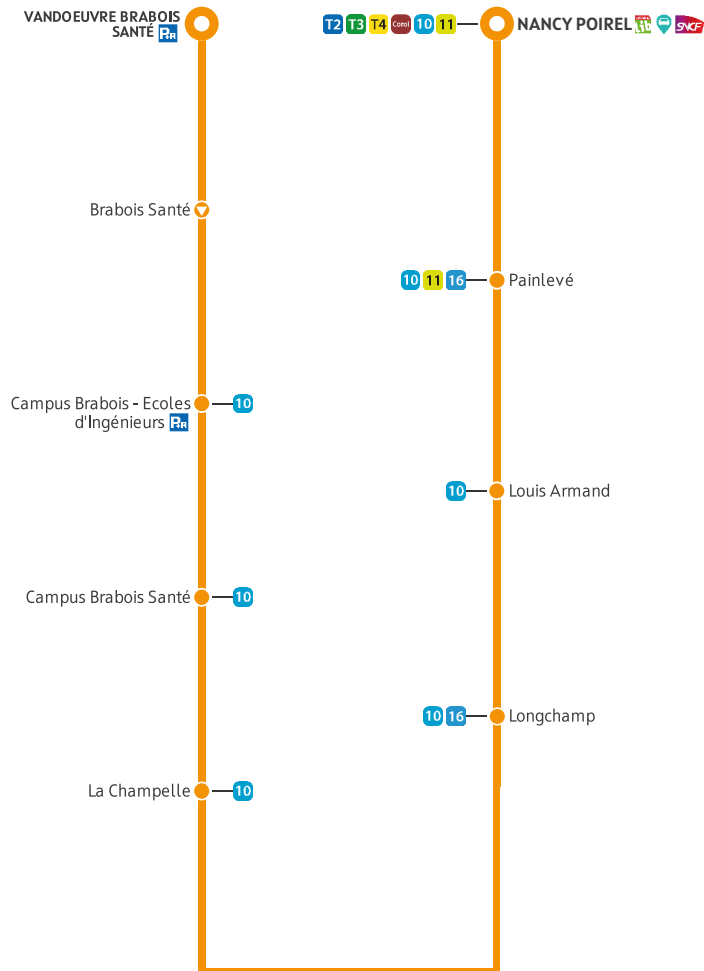 VANDOEUVRE BRABOIS
SANTÉ P+R
Brabois Santé
Campus Brabois - Ecoles 10
d'Ingénieurs P+R
Campus Brabois Santé 10
La Champelle 10
T2 T3 T4 Corol 10 11 NANCY POIREL SNCF
10 11 16 Painlevé
10 Louis Armand
10 16 Longchamp